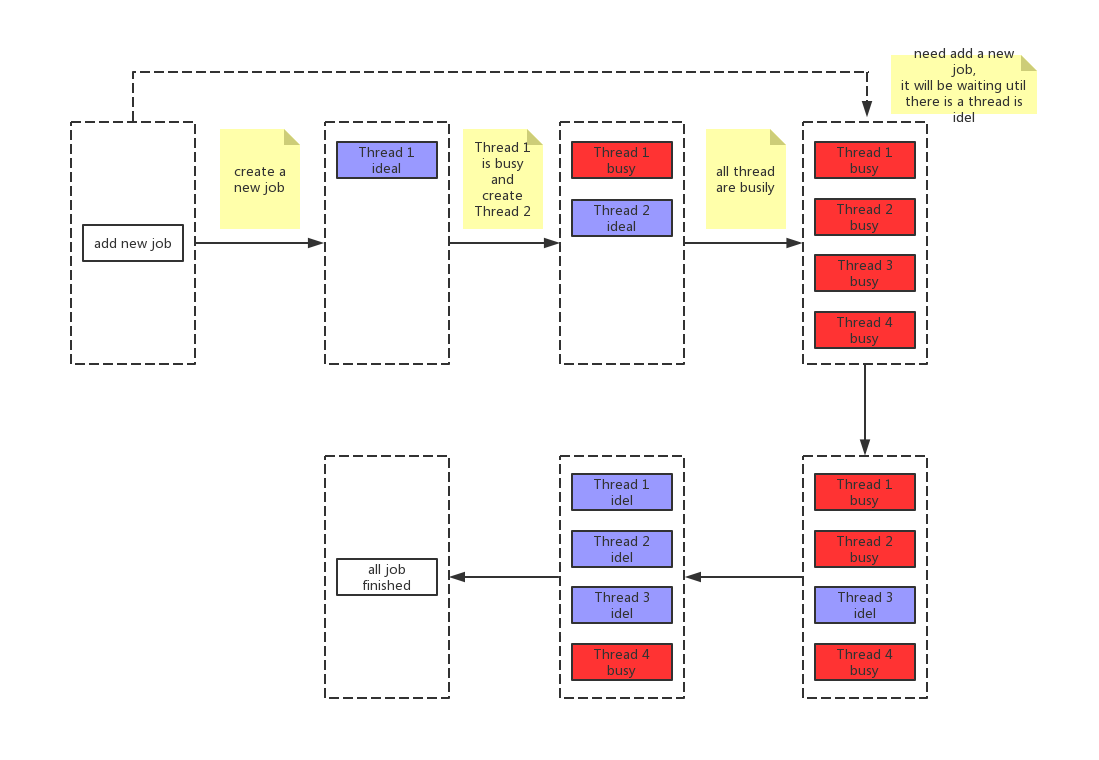 need add a new
job,
it will be waiting util
there is a thread is
idel
add new job
create a
new job
Thread 1
ideal
Thread 1
is busy
and
create
Thread 2
Thread 1
busy
Thread 2
ideal
all thread
are busily
Thread 1
busy
Thread 2
busy
Thread 3
busy
Thread 4
busy
all job
finished
Thread 1
idel
Thread 2
idel
Thread 3
idel
Thread 4
busy
Thread 1
busy
Thread 2
busy
Thread 3
idel
Thread 4
busy